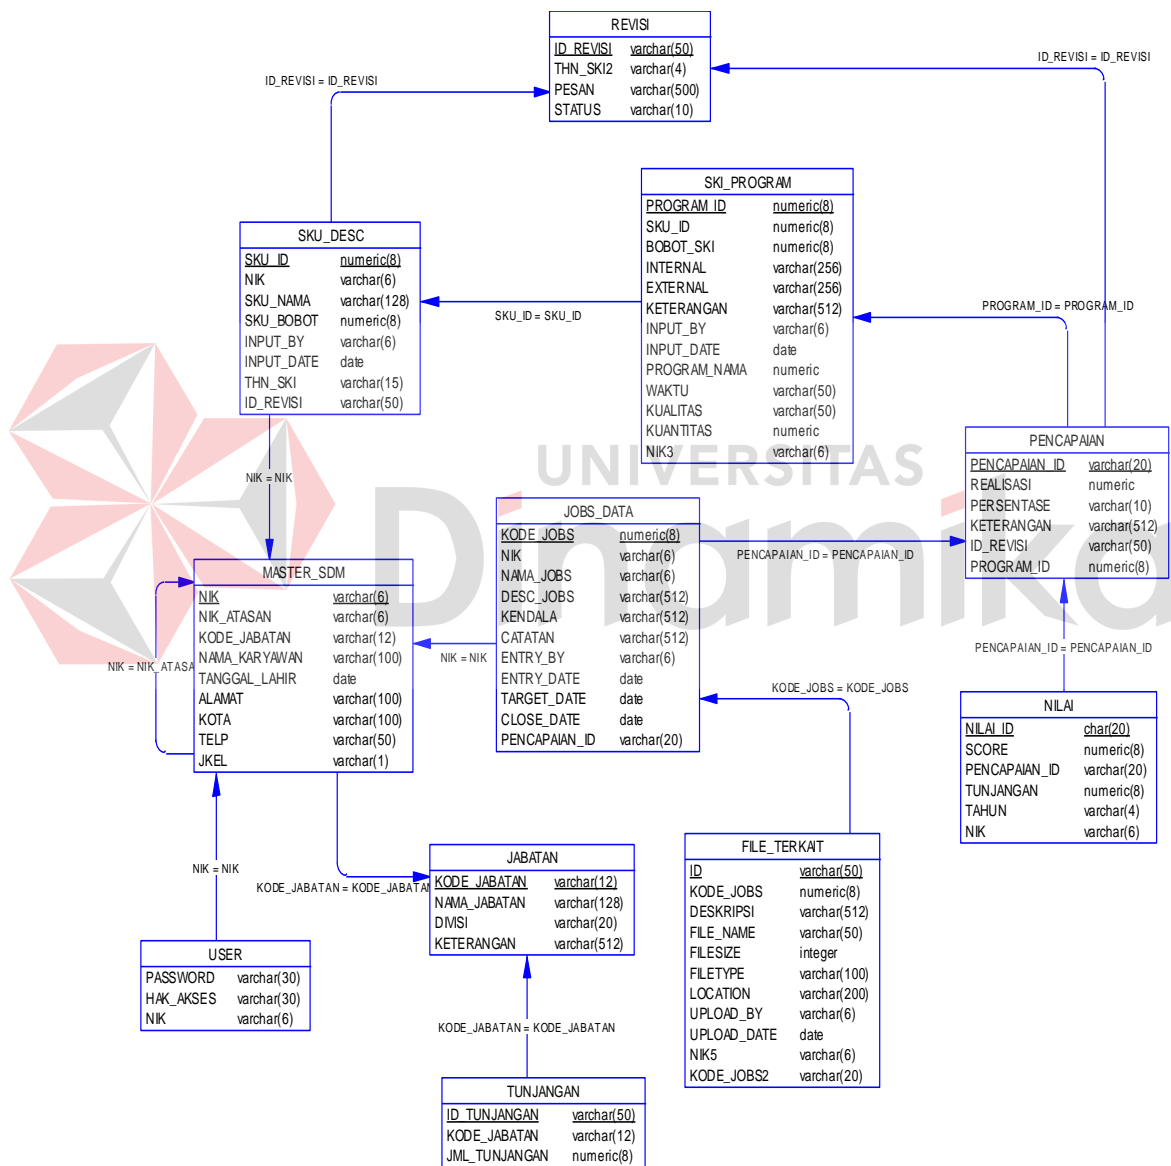 REVISI
ID_REVISI varchar(50)
THN_SKI2 varchar(4)
PESAN varchar(500)
STATUS varchar(10)
ID_REVISI = ID_REVISI
ID_REVISI = ID_REVISI
SKI_PROGRAM
PROGRAM_ID numeric(8)
SKU_ID numeric(8)
BOBOT_SKI numeric(8)
INTERNAL varchar(256)
EXTERNAL varchar(256)
KETERANGAN varchar(512)
INPUT_BY varchar(6)
INPUT_DATE date
PROGRAM_NAMA numeric
WAKTU varchar(50)
KUALITAS varchar(50)
KUANTITAS numeric
NIK3 varchar(6)
SKU_DESC
SKU_ID numeric(8)
NIK varchar(6)
SKU_NAMA varchar(128)
SKU_BOBOT numeric(8)
INPUT_BY varchar(6)
INPUT_DATE date
THN_SKI varchar(15)
ID_REVISI varchar(50)
SKU_ID = SKU_ID
PROGRAM_ID = PROGRAM_ID
UNIVERSITAS
Dinamika
PENCAPAIAN
PENCAPAIAN_ID varchar(20)
REALISASI numeric
PERSENTASE varchar(10)
KETERANGAN varchar(512)
ID_REVISI varchar(50)
PROGRAM_ID numeric(8)
NIK = NIK
JOBS_DATA
KODE_JOBS numeric(8)
NIK varchar(6)
NAMA_JOBS varchar(6)
DESC_JOBS varchar(512)
KENDALA varchar(512)
CATATAN varchar(512)
ENTRY_BY varchar(6)
ENTRY_DATE date
TARGET_DATE date
CLOSE_DATE date
PENCAPAIAN_ID varchar(20)
PENCAPAIAN_ID = PENCAPAIAN_ID
MASTER_SDM
NIK varchar(6)
NIK_ATASAN varchar(6)
KODE_JABATAN varchar(12)
NAMA_KARYAWAN varchar(100)
TANGGAL_LAHIR date
ALAMAT varchar(100)
KOTA varchar(100)
TELP varchar(50)
JKEL varchar(1)
NIK = NIK_ATASA
NIK = NIK
PENCAPAIAN_ID = PENCAPAIAN_ID
KODE_JOBS = KODE_JOBS
NILAI
NILAI_ID char(20)
SCORE numeric(8)
PENCAPAIAN_ID varchar(20)
TUNJANGAN numeric(8)
TAHUN varchar(4)
NIK varchar(6)
NIK = NIK
KODE_JABATAN = KODE_JABATAN
JABATAN
KODE_JABATAN varchar(12)
NAMA_JABATAN varchar(128)
DIVISI varchar(20)
KETERANGAN varchar(512)
FILE_TERKAIT
ID varchar(50)
KODE_JOBS numeric(8)
DESKRIPSI varchar(512)
FILE_NAME varchar(50)
FILESIZE integer
FILETYPE varchar(100)
LOCATION varchar(200)
UPLOAD_BY varchar(6)
UPLOAD_DATE date
NIK5 varchar(6)
KODE_JOBS2 varchar(20)
USER
PASSWORD varchar(30)
HAK_AKSES varchar(30)
NIK varchar(6)
KODE_JABATAN = KODE_JABATAN
TUNJANGAN
ID_TUNJANGAN varchar(50)
KODE_JABATAN varchar(12)
JML_TUNJANGAN numeric(8)